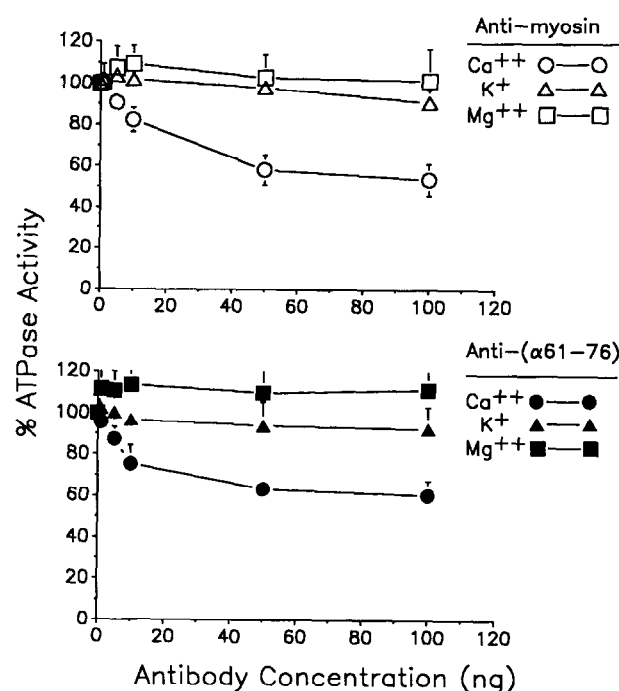 Anti-myosin
Ca++
K+
Mg++
120
100
80
60
40
20
0
0 20 40 60 80 100 120
% ATPase Activity
Anti-(α61-76)
Ca++
K+
Mg++
120
100
80
60
40
20
0
0 20 40 60 80 100 120
Antibody Concentration (ng)